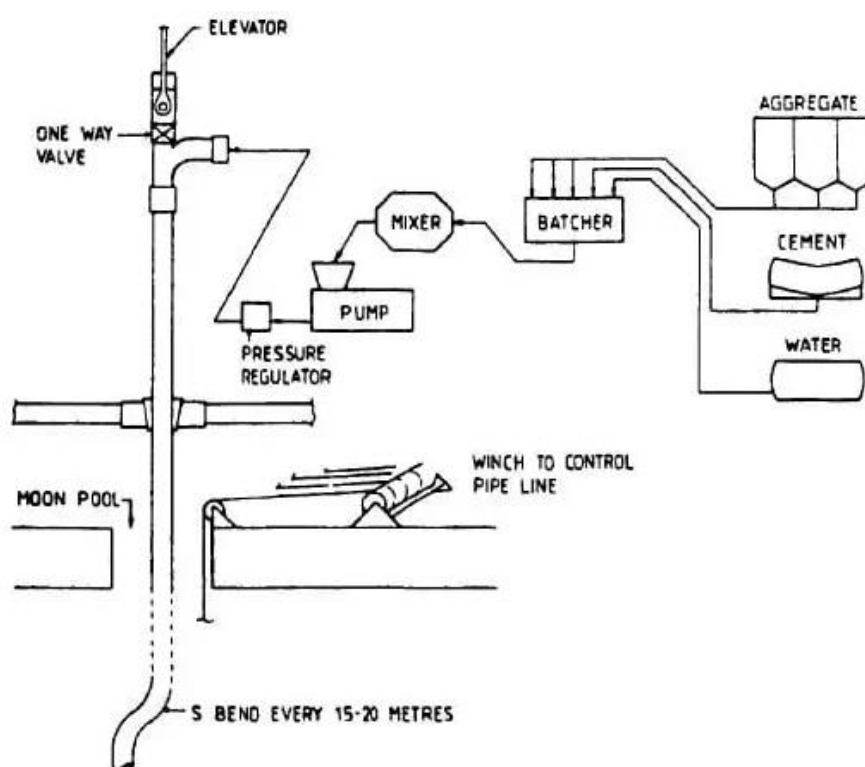 ELEVATOR
ONE WAY
VALVE
AGGREGATE
MIXER
BATCHER
CEMENT
PUMP
WATER
PRESSURE
REGULATOR
MOON POOL
WINCH TO CONTROL
PIPE LINE
S BEND EVERY 15-20 METRES